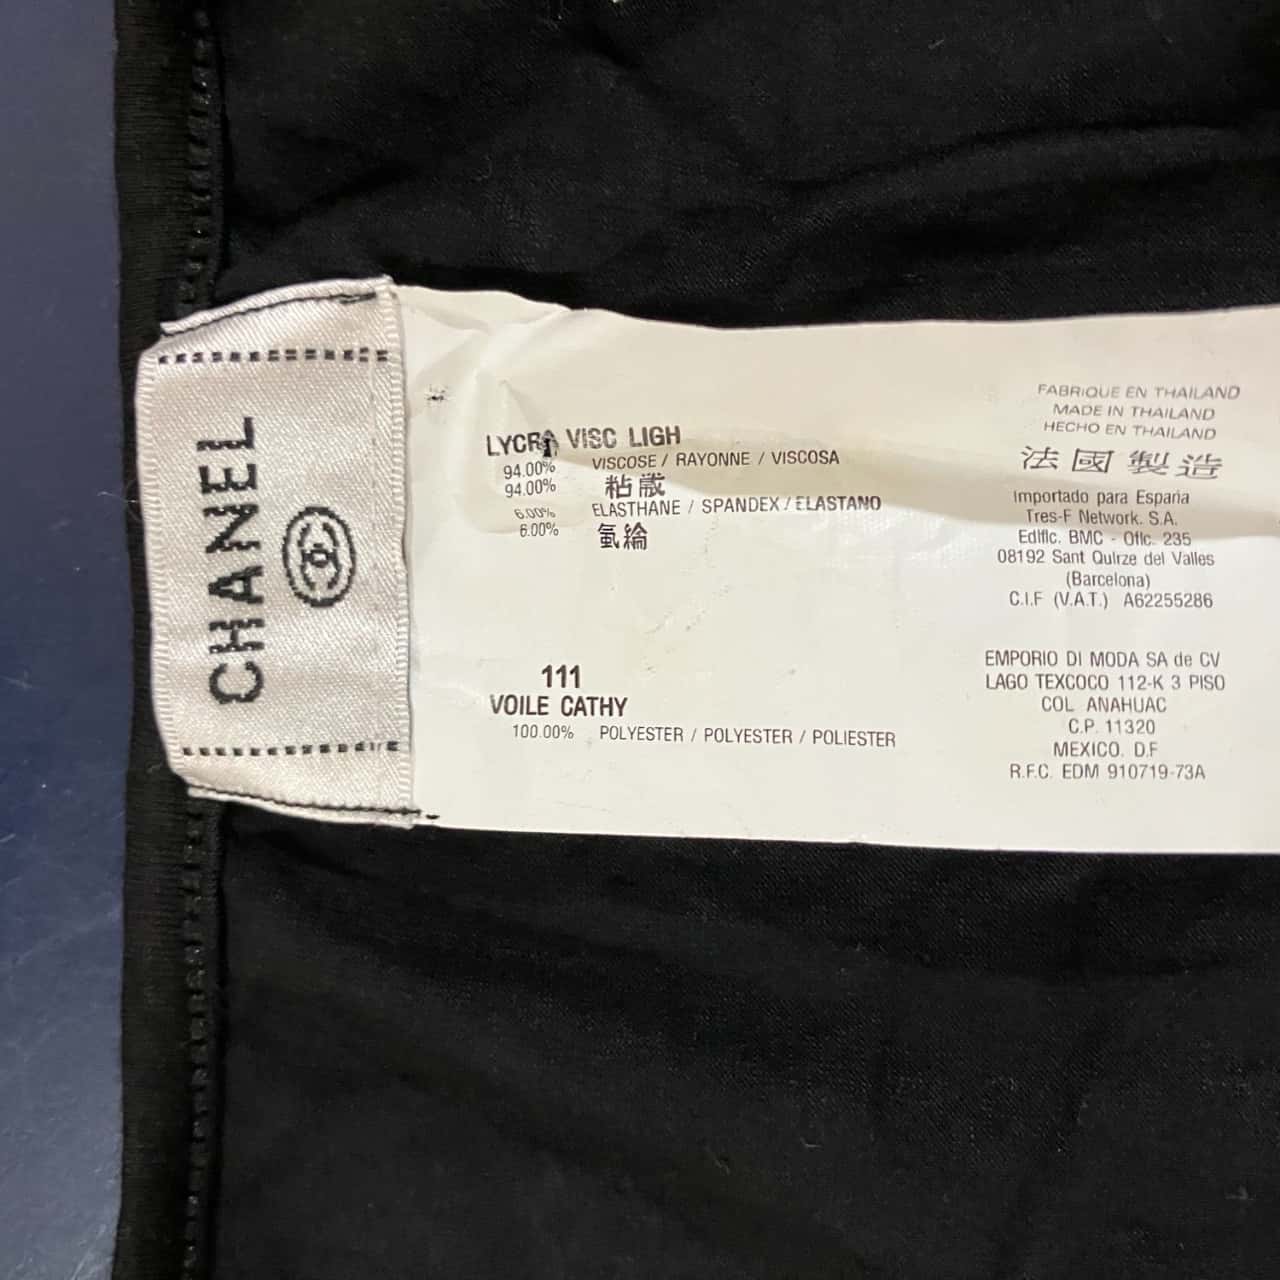 CHANEL
LYCRA VISC LIGH
94.00% VISCOSE / RAYONNE / VISCOSA
94.00% 粘
6.00% ELASTHANE / SPANDEX / ELASTANO
6.00% 氨綸
111
VOILE CATHY
100.00% POLYESTER / POLYESTER / POLIESTER
FABRIQUE EN THAILAND
MADE IN THAILAND
HECHO EN THAILAND
法國製造
Importado para España
Tres-F Network. S.A.
Edific. BMC - Ofic. 235
08192 Sant Quirze del Valles
(Barcelona)
C.I.F (V.A.T.) A62255286
EMPORIO DI MODA SA de CV
LAGO TEXCOCO 112-K 3 PISO
COL ANAHUAC
C.P. 11320
MEXICO. D.F
R.F.C. EDM 910719-73A